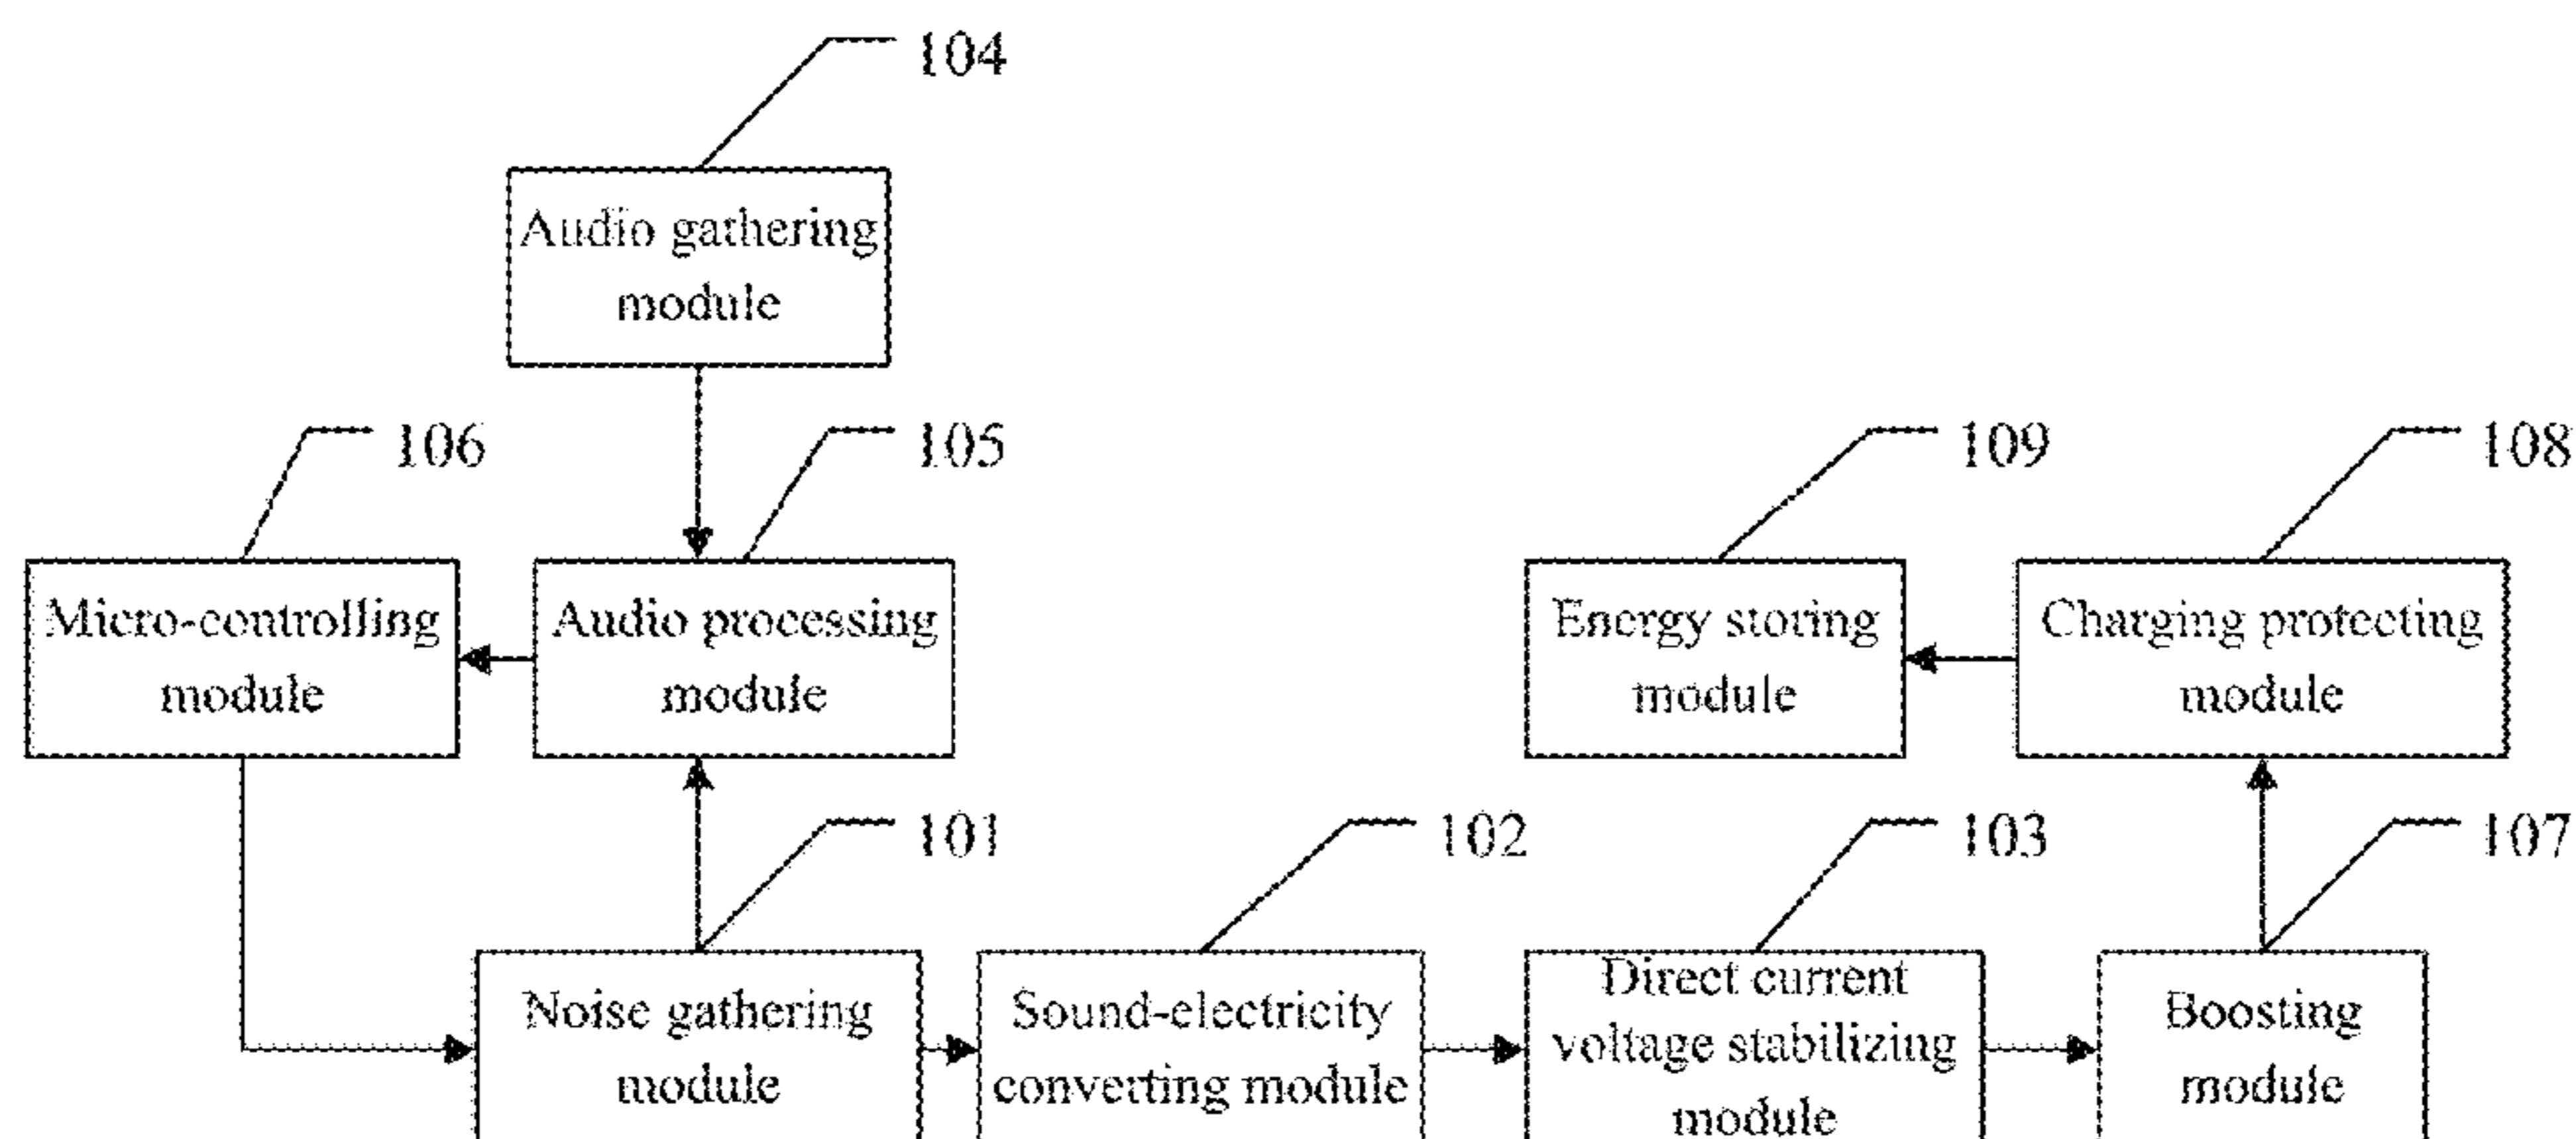 104
Audio gathering
module
106
105
109
108
Micro-controlling
module
Audio processing
module
Energy storing
module
Charging protecting
module
101
102
103
107
Noise gathering
module
Sound-electricity
converting module
Direct current
voltage stabilizing
module
Boosting
module